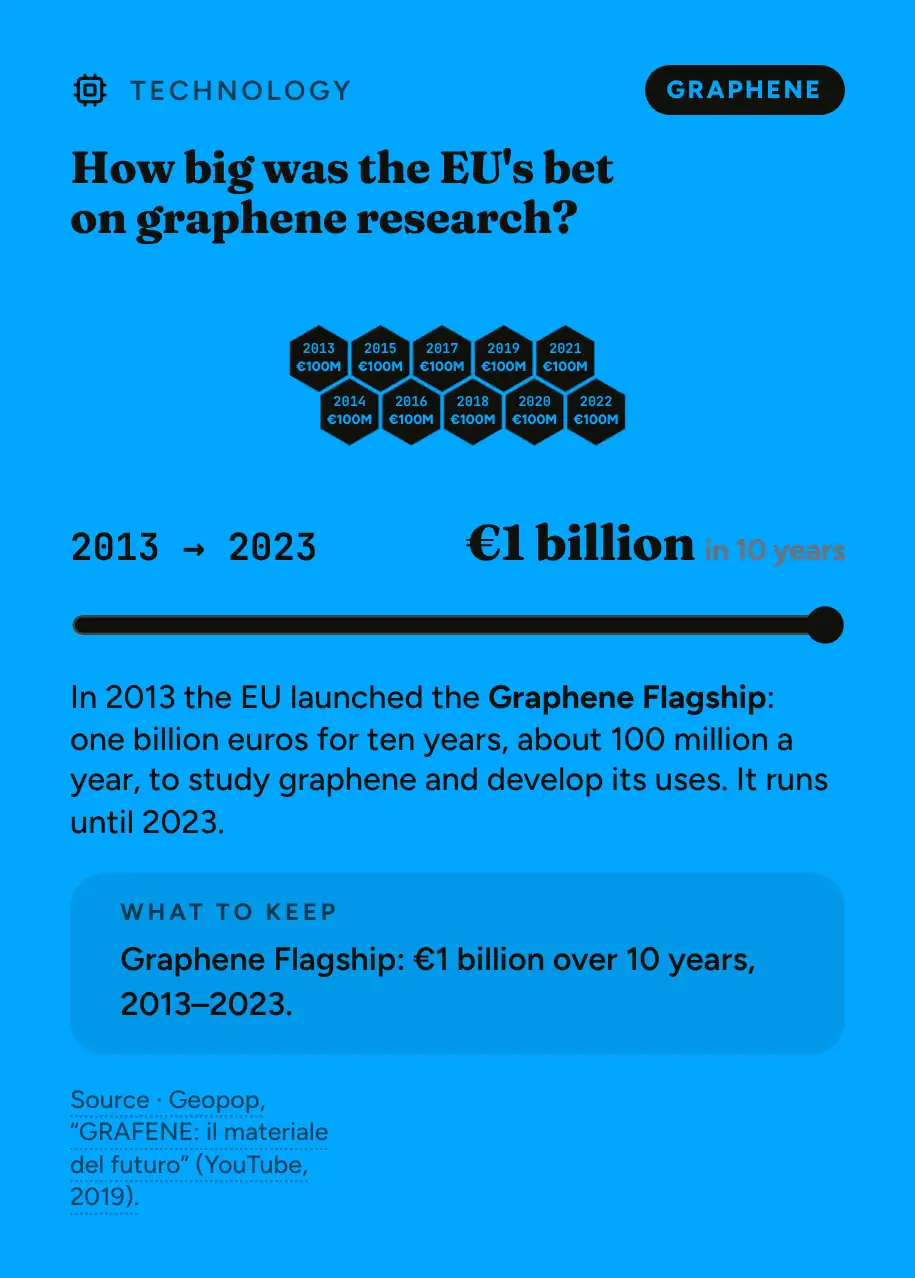 TECHNOLOGY
GRAPHENE
How big was the EU's bet
on graphene research?
2013 2015 2017 2019 2021
€100M €100M €100M €100M €100M
2014 2016 2018 2020 2022
€100M €100M €100M €100M €100M
2013 → 2023
€1 billion in 10 years
In 2013 the EU launched the Graphene Flagship:
one billion euros for ten years, about 100 million a
year, to study graphene and develop its uses. It runs
until 2023.
WHAT TO KEEP
Graphene Flagship: €1 billion over 10 years,
2013–2023.
Source · Geopop,
“GRAFENE: il materiale
del futuro” (YouTube,
2019).